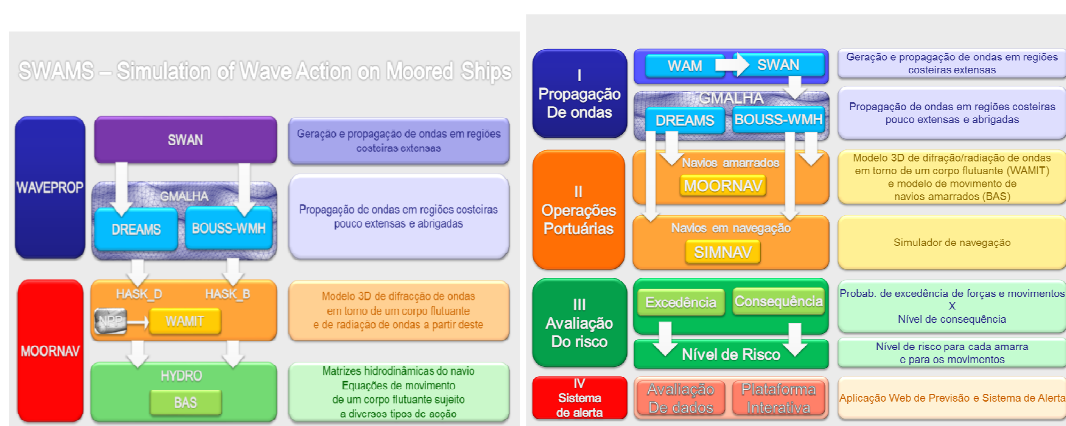 SWAMS – Simulation of Wave Action on Moored Ships
WAVEPROP
SWAN
Geração e propagação de ondas em regiões
costeiras extensas
GMALHA
DREAMS
BOUSS-WMH
Propagação de ondas em regiões costeiras
pouco extensas e abrigadas
MOORNAV
HASK_D
HASK_B
WAMIT
Modelo 3D de difracção de ondas
em torno de um corpo flutuante
e de radiação de ondas a partir deste
HYDRO
BAS
Matrizes hidrodinâmicas do navio
Equações de movimento
de um corpo flutuante sujeito
a diversos tipos de acção
I
Propagação
De ondas
WAM
SWAN
Geração e propagação de ondas em regiões
costeiras extensas
GMALHA
DREAMS
BOUSS-WMH
Propagação de ondas em regiões costeiras
pouco extensas e abrigadas
II
Operações
Portuárias
Navios amarrados
MOORNAV
Modelo 3D de difração/radiação de ondas
em torno de um corpo flutuante (WAMIT)
e modelo de movimento de
navios amarrados (BAS)
Navios em navegação
SIMNAV
Simulador de navegação
III
Avaliação
Do risco
Excedência
Consequência
Probab. de excedência de forças e movimentos
X
Nível de consequência
Nível de Risco
Nível de risco para cada amarra
e para os movimentos
IV
Sistema
de alerta
Avaliação
De dados
Plataforma
Interativa
Aplicação Web de Previsão e Sistema de Alerta